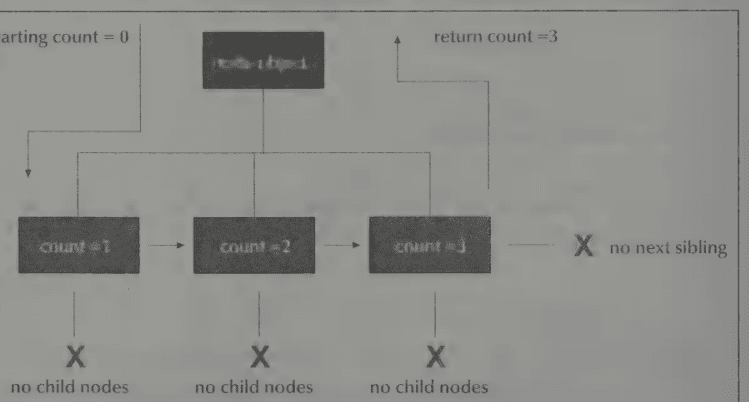 arting count = 0
return count =3
count =1
count =2
count =3
X no next sibling
X
X
X
no child nodes
no child nodes
no child nodes